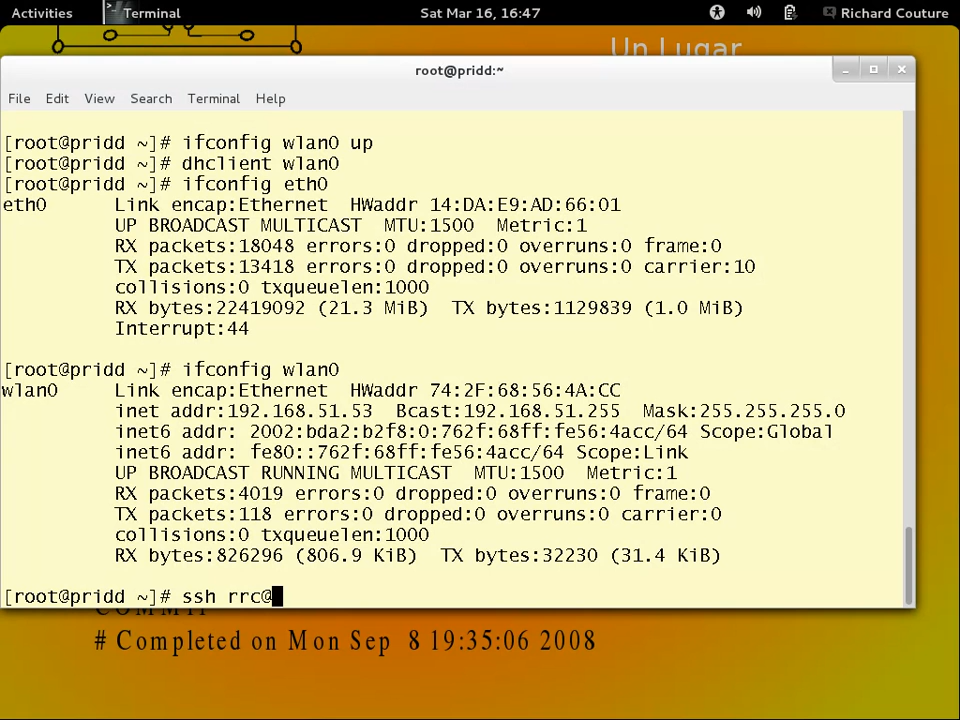 Activities
Terminal
Sat Mar 16, 16:47
Richard Couture
Un Lugar
root@pridd:~
File Edit View Search Terminal Help
[root@pridd ~]# ifconfig wlan0 up
[root@pridd ~]# dhclient wlan0
[root@pridd ~]# ifconfig eth0
eth0      Link encap:Ethernet  HWaddr 14:DA:E9:AD:66:01
          UP BROADCAST MULTICAST  MTU:1500  Metric:1
          RX packets:18048 errors:0 dropped:0 overruns:0 frame:0
          TX packets:13418 errors:0 dropped:0 overruns:0 carrier:10
          collisions:0 txqueuelen:1000
          RX bytes:22419092 (21.3 MiB)  TX bytes:1129839 (1.0 MiB)
          Interrupt:44
[root@pridd ~]# ifconfig wlan0
wlan0     Link encap:Ethernet  HWaddr 74:2F:68:56:4A:CC
          inet addr:192.168.51.53  Bcast:192.168.51.255  Mask:255.255.255.0
          inet6 addr: 2002:bda2:b2f8:0:762f:68ff:fe56:4acc/64 Scope:Global
          inet6 addr: fe80::762f:68ff:fe56:4acc/64 Scope:Link
          UP BROADCAST RUNNING MULTICAST  MTU:1500  Metric:1
          RX packets:4019 errors:0 dropped:0 overruns:0 frame:0
          TX packets:118 errors:0 dropped:0 overruns:0 carrier:0
          collisions:0 txqueuelen:1000
          RX bytes:826296 (806.9 KiB)  TX bytes:32230 (31.4 KiB)
[root@pridd ~]# ssh rrc@
COMMIT
# Completed on Mon Sep  8 19:35:06 2008